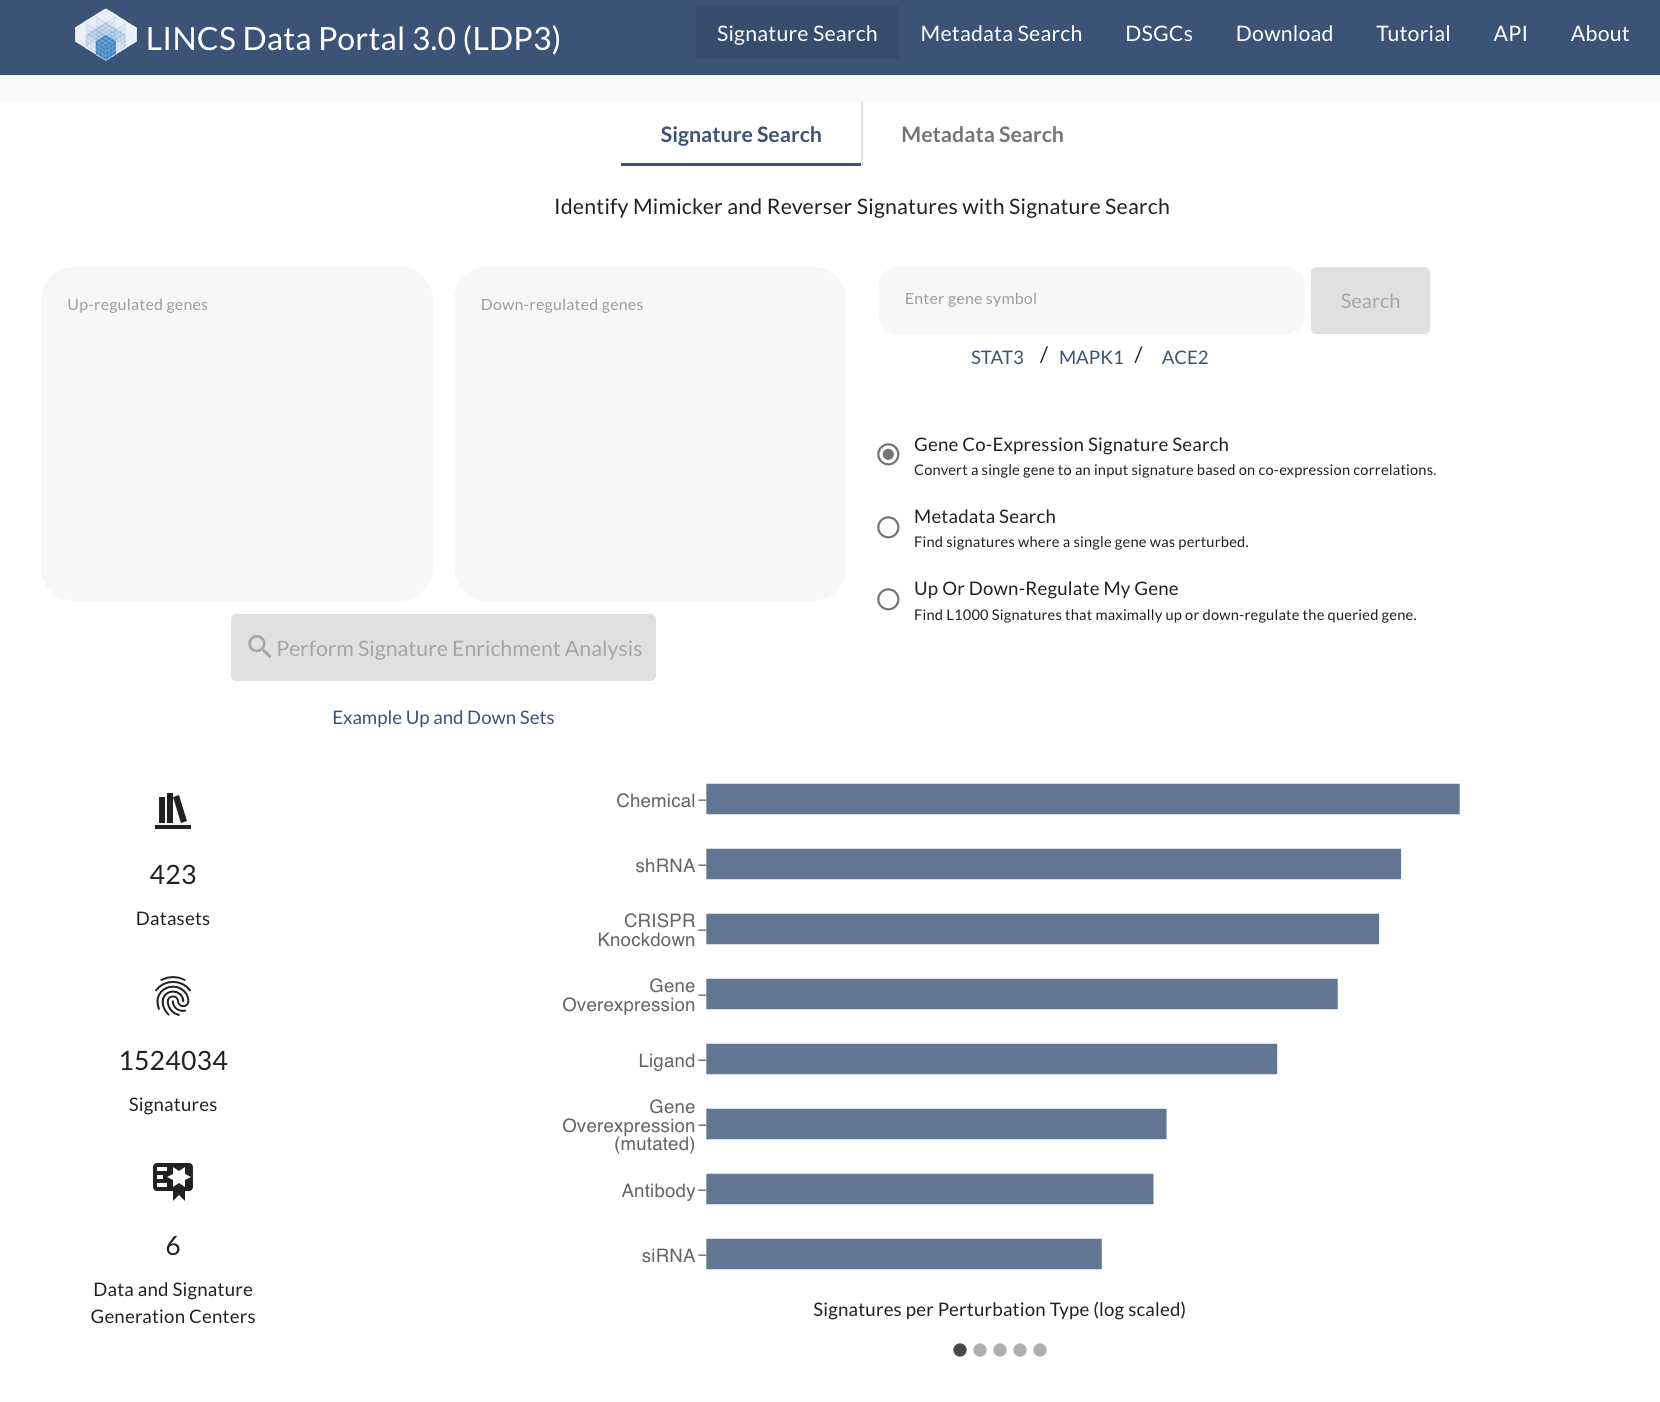 LINCS Data Portal 3.0 (LDP3)
Signature Search
Metadata Search
DSGCs
Download
Tutorial
API
About
Signature Search
Metadata Search
Identify Mimicker and Reverser Signatures with Signature Search
Up-regulated genes
Down-regulated genes
Enter gene symbol
Search
STAT3 / MAPK1 / ACE2
Gene Co-Expression Signature Search
Convert a single gene to an input signature based on co-expression correlations.
Metadata Search
Find signatures where a single gene was perturbed.
Up Or Down-Regulate My Gene
Find L1000 Signatures that maximally up or down-regulate the queried gene.
Perform Signature Enrichment Analysis
Example Up and Down Sets
423
Datasets
1524034
Signatures
6
Data and Signature
Generation Centers
Chemical
shRNA
CRISPR
Knockdown
Gene
Overexpression
Ligand
Gene
Overexpression
(mutated)
Antibody
siRNA
Signatures per Perturbation Type (log scaled)